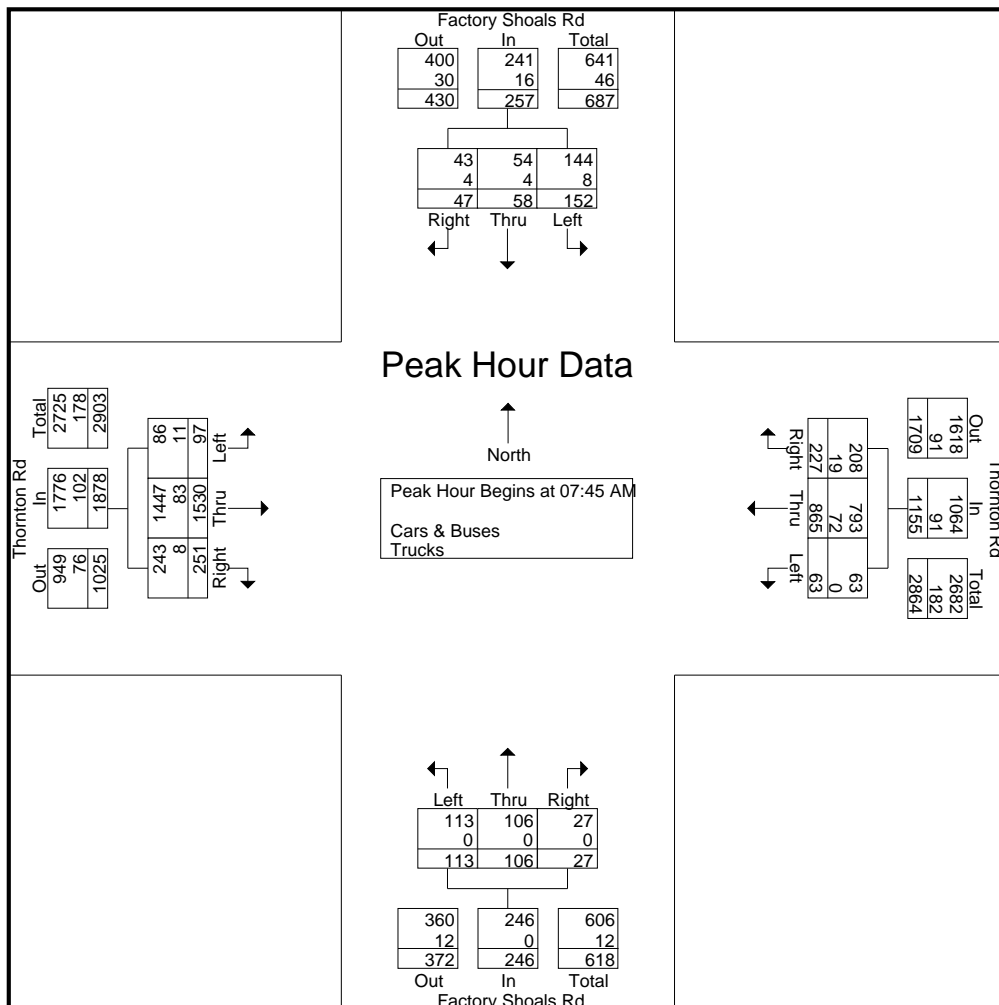 Factory Shoals Rd
Out In Total
400 241 641
30 16 46
430 257 687
43 54 144
4 4 8
47 58 152
Right Thru Left
Peak Hour Data
North
Peak Hour Begins at 07:45 AM
Cars & Buses
Trucks
Thornton Rd
Out In Total
949 1776 2725
76 102 178
1025 1878 2903
243 1447 86
8 83 11
251 1530 97
Right Thru Left
Thornton Rd
Out In Total
1618 1064 2682
91 91 182
1709 1155 2864
208 793 63
19 72 0
227 865 63
Right Thru Left
Left Thru Right
113 106 27
0 0 0
113 106 27
360 246 606
12 0 12
372 246 618
Out In Total
Factory Shoals Rd